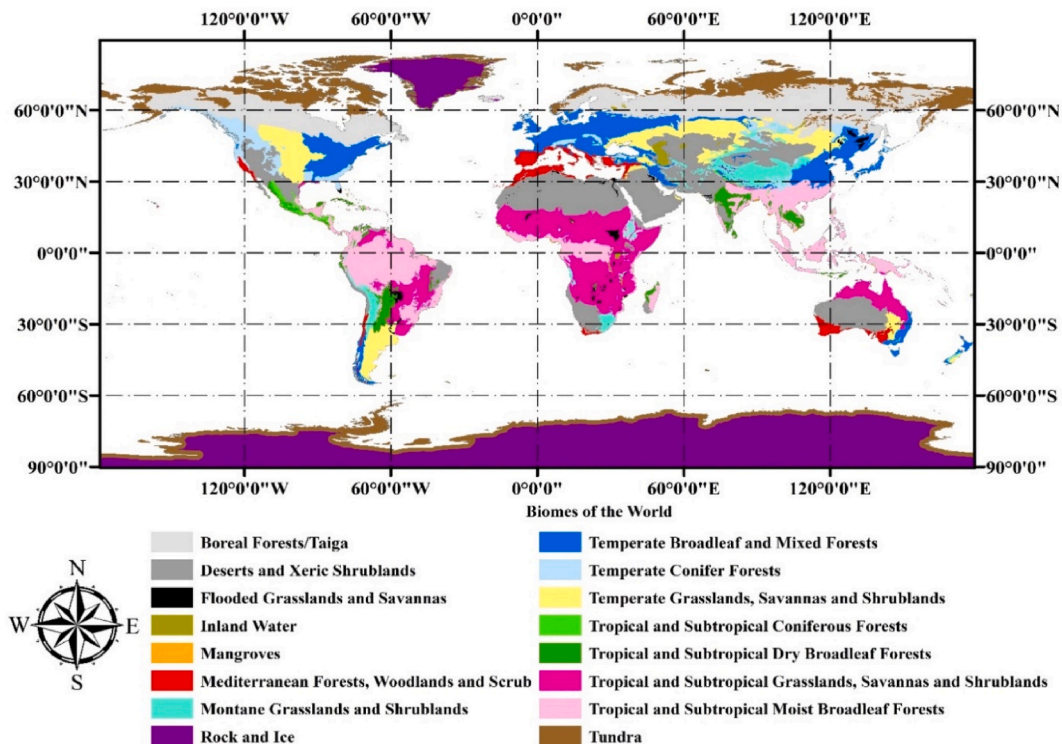 120°0'0"W 60°0'0"W 0°0'0" 60°0'0"E 120°0'0"E
60°0'0"N 60°0'0"N
30°0'0"N 30°0'0"N
0°0'0" 0°0'0"
30°0'0"S 30°0'0"S
60°0'0"S 60°0'0"S
90°0'0"S 90°0'0"S
120°0'0"W 60°0'0"W 0°0'0" 60°0'0"E 120°0'0"E
Biomes of the World
Boreal Forests/Taiga
Deserts and Xeric Shrublands
Flooded Grasslands and Savannas
Inland Water
Mangroves
Mediterranean Forests, Woodlands and Scrub
Montane Grasslands and Shrublands
Rock and Ice
Temperate Broadleaf and Mixed Forests
Temperate Conifer Forests
Temperate Grasslands, Savannas and Shrublands
Tropical and Subtropical Coniferous Forests
Tropical and Subtropical Dry Broadleaf Forests
Tropical and Subtropical Grasslands, Savannas and Shrublands
Tropical and Subtropical Moist Broadleaf Forests
Tundra
N
W E
S